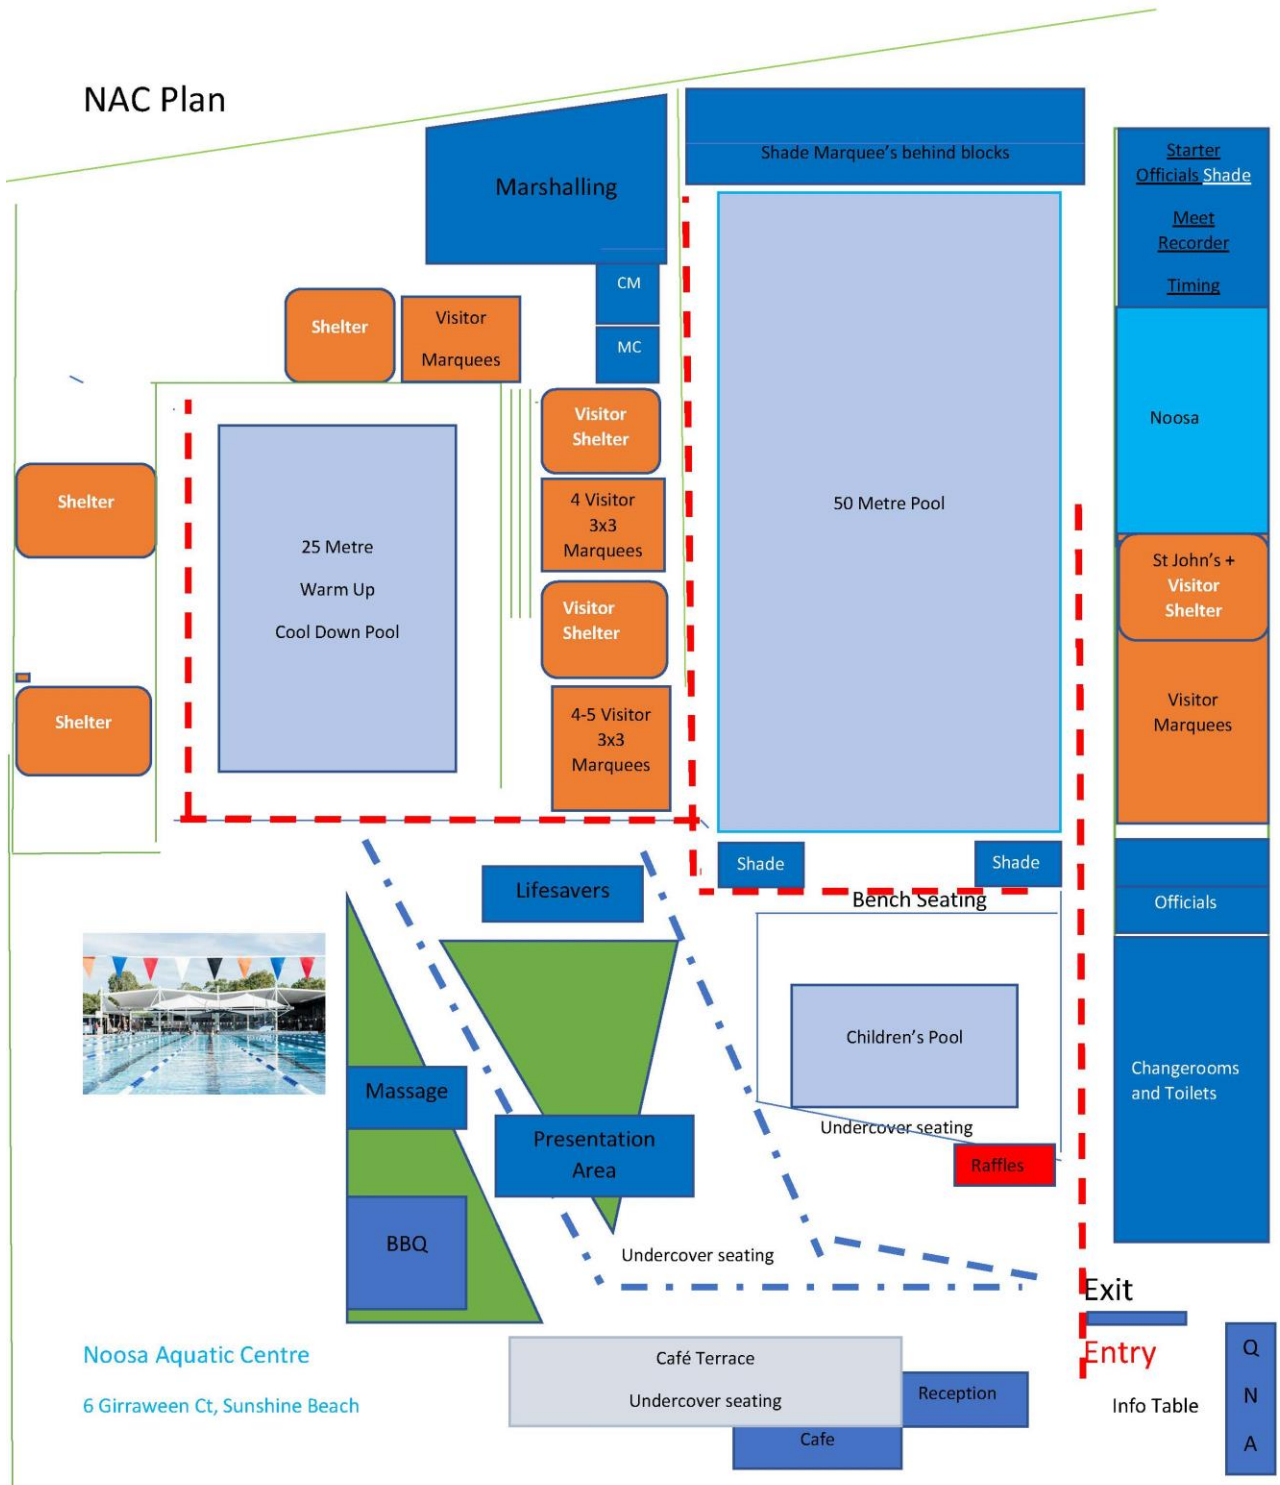 NAC Plan
Marshalling
Shade Marquee's behind blocks
Starter
Officials Shade
Meet
Recorder
Timing
CM
MC
Shelter
Visitor
Marquees
Visitor
Shelter
Noosa
Shelter
4 Visitor
3x3
Marquees
50 Metre Pool
25 Metre
Warm Up
Cool Down Pool
St John's +
Visitor
Shelter
Visitor
Shelter
Shelter
4-5 Visitor
3x3
Marquees
Visitor
Marquees
Shade
Shade
Lifesavers
Bench Seating
Officials
Children's Pool
Massage
Changerooms
and Toilets
Undercover seating
Presentation
Area
Raffles
BBQ
Undercover seating
Exit
Noosa Aquatic Centre
Café Terrace
Entry
6 Girraween Ct, Sunshine Beach
Undercover seating
Reception
Info Table
Q
N
A
Cafe